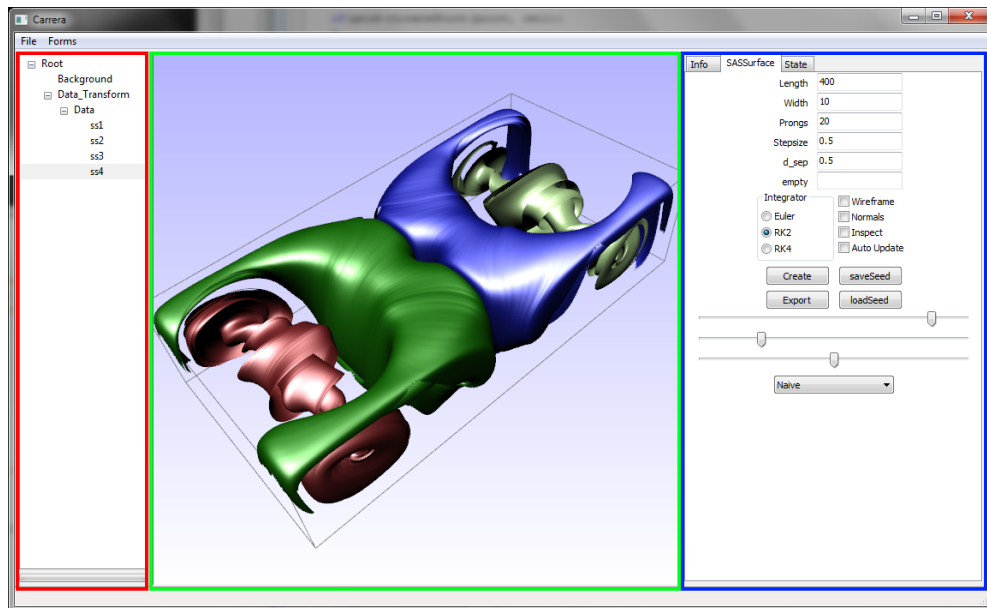 Carrera
File Forms
Root
Background
Data_Transform
Data
ss1
ss2
ss3
ss4
Info SASSurface State
Length 400
Width 10
Prongs 20
Stepsize 0.5
d_sep 0.5
empty
Integrator
Wireframe
Euler
Normals
RK2
Inspect
RK4
Auto Update
Create saveSeed
Export loadSeed
Naive